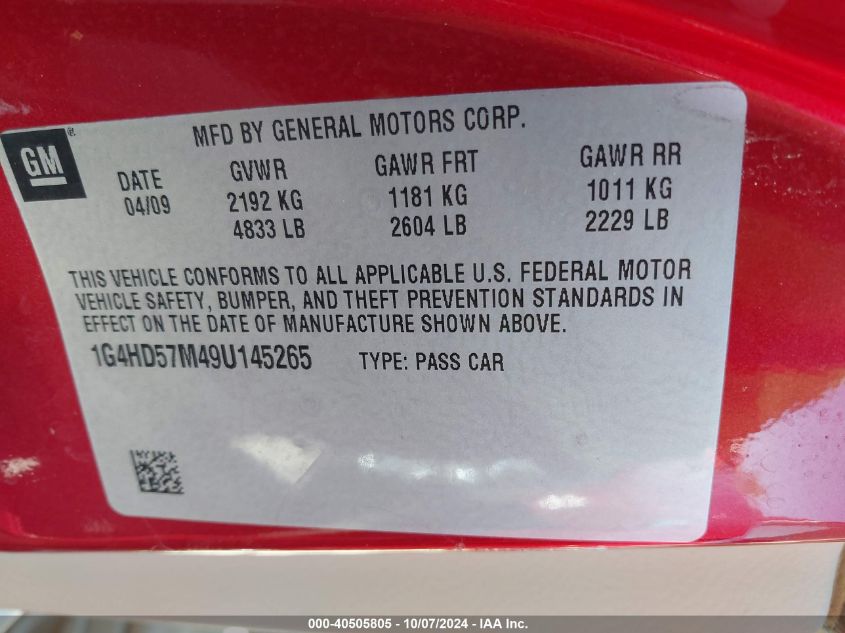 MFD BY GENERAL MOTORS CORP.
GM®
DATE GVWR GAWR FRT GAWR RR
04/09 2192 KG 1181 KG 1011 KG
4833 LB 2604 LB 2229 LB
THIS VEHICLE CONFORMS TO ALL APPLICABLE U.S. FEDERAL MOTOR
VEHICLE SAFETY, BUMPER, AND THEFT PREVENTION STANDARDS IN
EFFECT ON THE DATE OF MANUFACTURE SHOWN ABOVE.
1G4HD57M49U145265 TYPE: PASS CAR
000-40505805 - 10/07/2024 - IAA Inc.